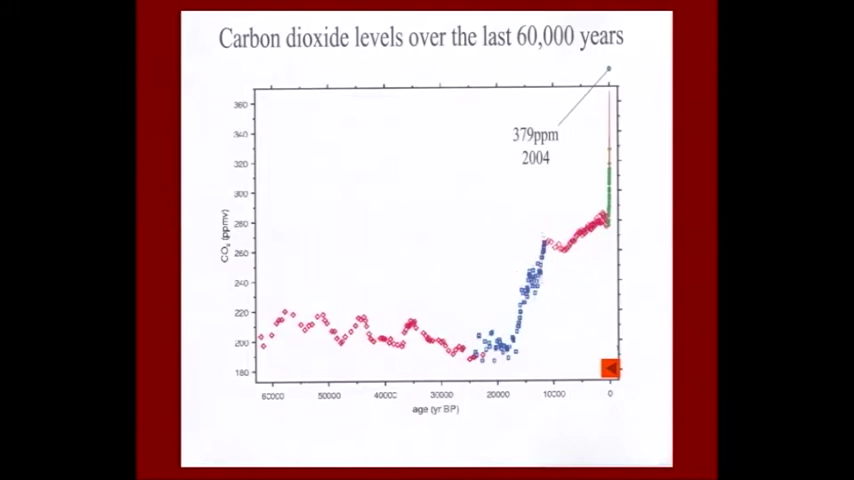 Carbon dioxide levels over the last 60,000 years
379ppm
2004
360
340
320
300
280
260
240
220
200
180
CO₂ (ppmv)
60000 50000 40000 30000 20000 10000 0
age (yr BP)